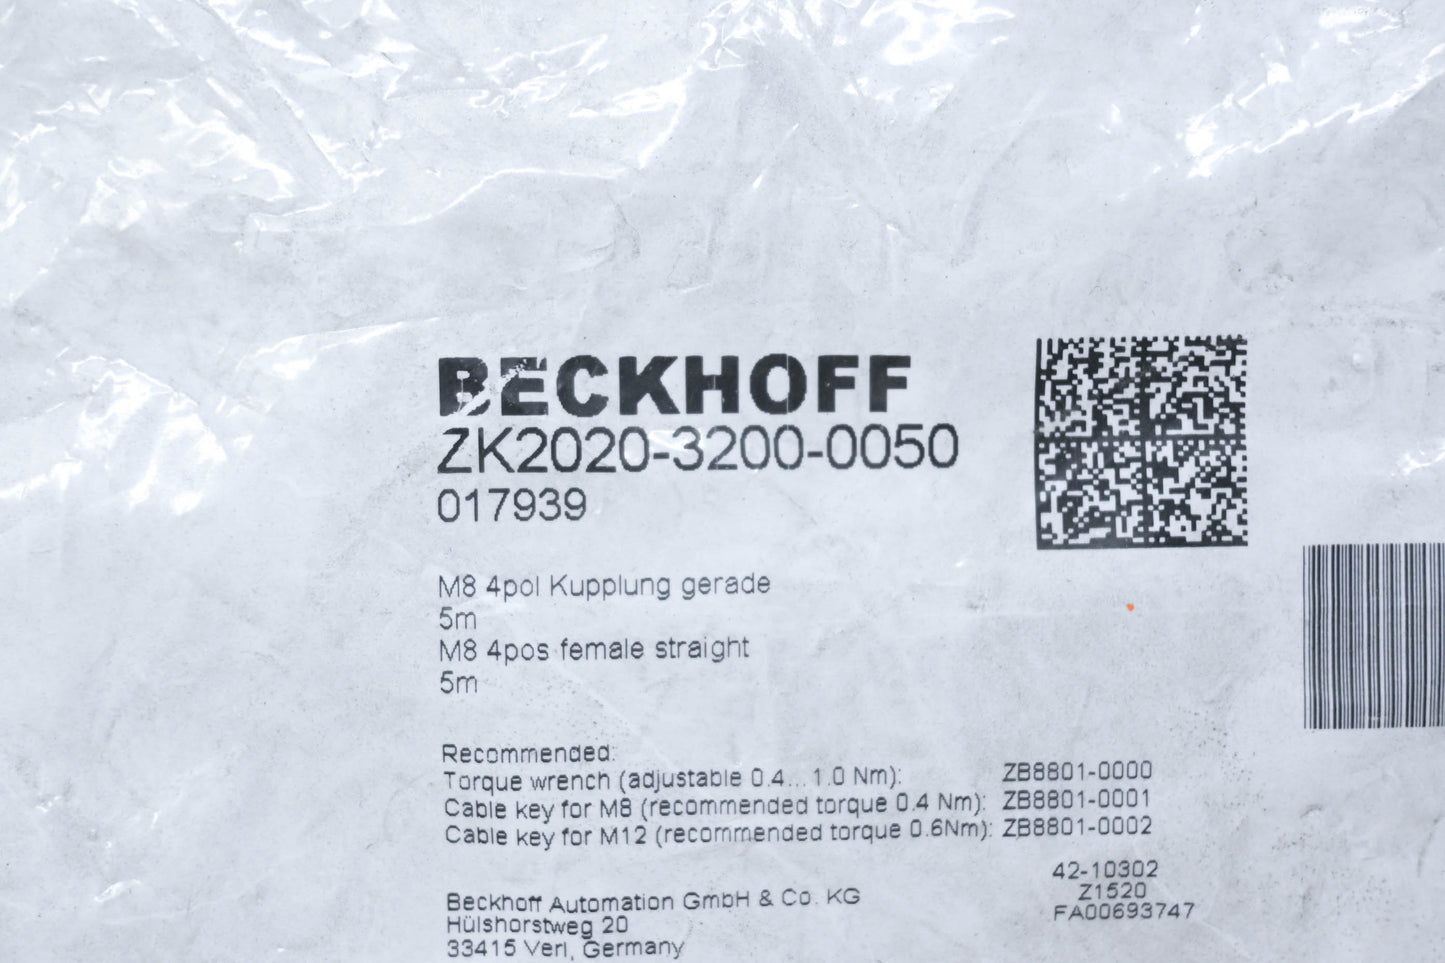 BECKHOFF
ZK2020-3200-0050
017939
M8 4pol Kupplung gerade
5m
M8 4pos female straight
5m
Recommended:
Torque wrench (adjustable 0.4...1.0 Nm): ZB8801-0000
Cable key for M8 (recommended torque 0.4 Nm): ZB8801-0001
Cable key for M12 (recommended torque 0.6Nm): ZB8801-0002
42-10302
Z1520
FA00693747
Beckhoff Automation GmbH & Co. KG
Hülshorstweg 20
33415 Verl, Germany